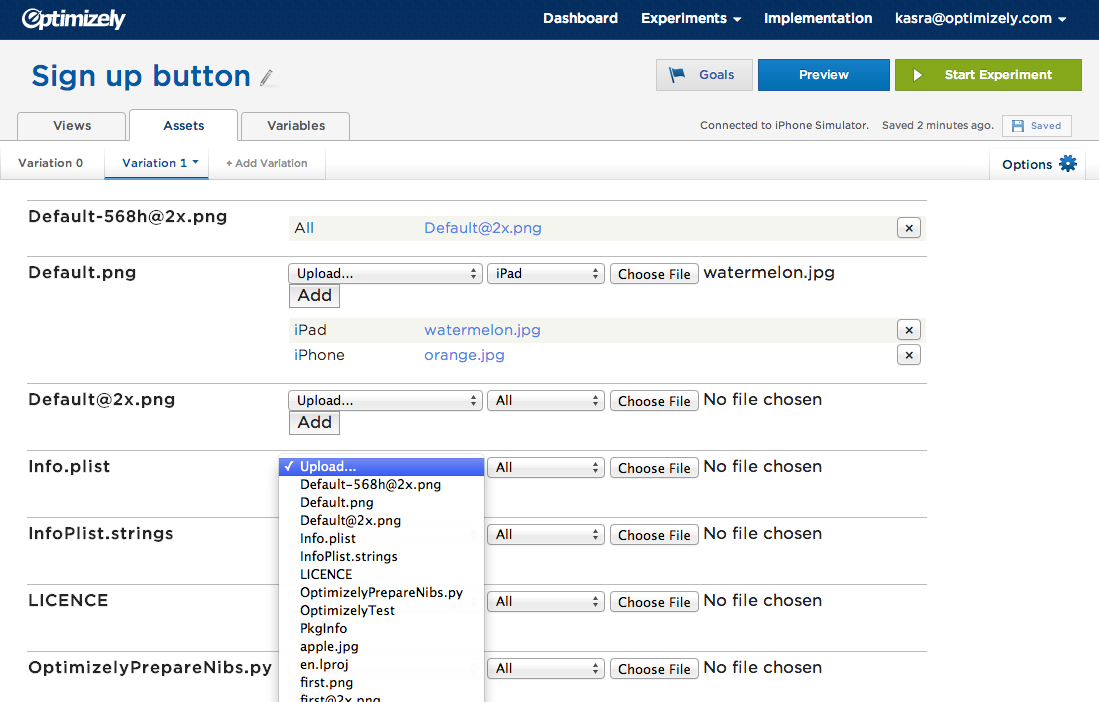 Optimizely Dashboard Experiments Implementation kasra@optimizely.com
Sign up button Goals Preview Start Experiment
Views Assets Variables Connected to iPhone Simulator. Saved 2 minutes ago. Saved
Variation 0 Variation 1 + Add Variation Options
Default-568h@2x.png
All Default@2x.png ×
Default.png Upload... iPad Choose File watermelon.jpg
Add
iPad watermelon.jpg ×
iPhone orange.jpg ×
Default@2x.png Upload... All Choose File No file chosen
Add
Info.plist ✓ Upload... All Choose File No file chosen
Default-568h@2x.png
Default.png
Default@2x.png
InfoPlist.strings Info.plist All Choose File No file chosen
InfoPlist.strings
LICENCE
LICENCE OptimizelyPrepareNibs.py All Choose File No file chosen
OptimizelyTest
PkgInfo
apple.jpg
OptimizelyPrepareNibs.py en.lproj All Choose File No file chosen
first.png
first@2x.png